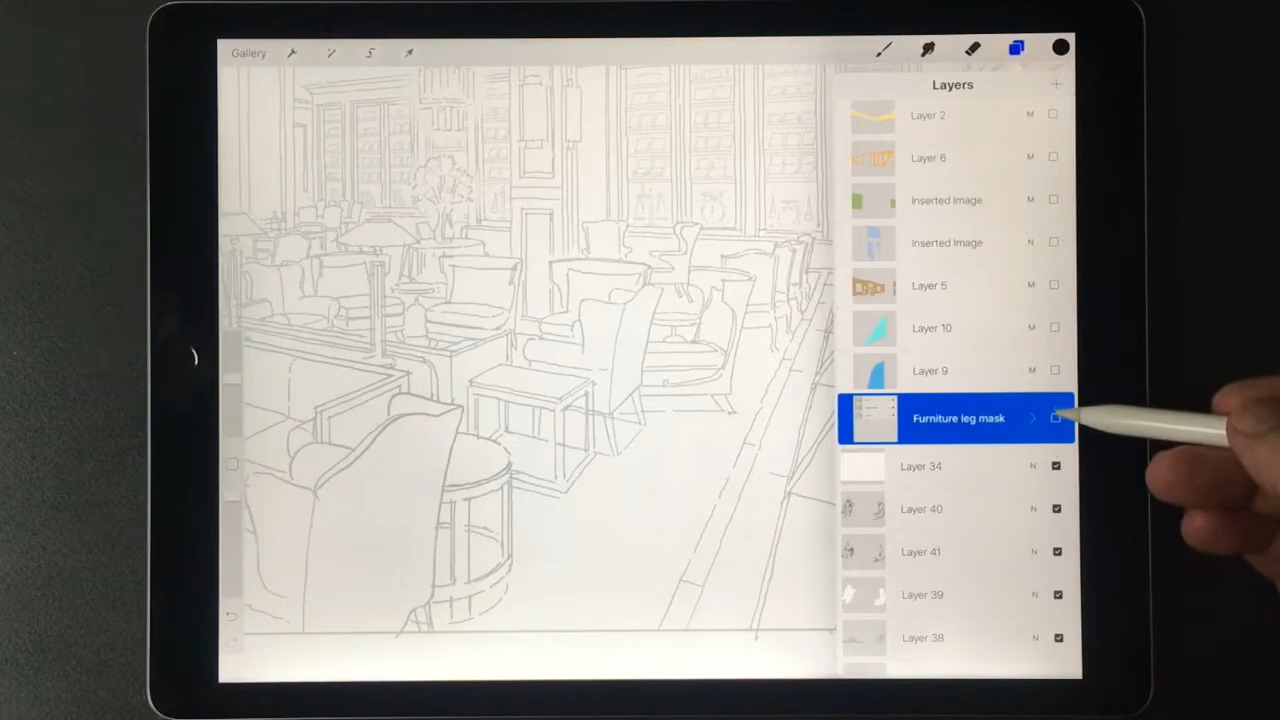 Gallery
Layers
Layer 2 M
Layer 6 M
Inserted Image M
Inserted Image N
Layer 5 M
Layer 10 M
Layer 9 M
Furniture leg mask
Layer 34 N
Layer 40 N
Layer 41 N
Layer 39 N
Layer 38 N